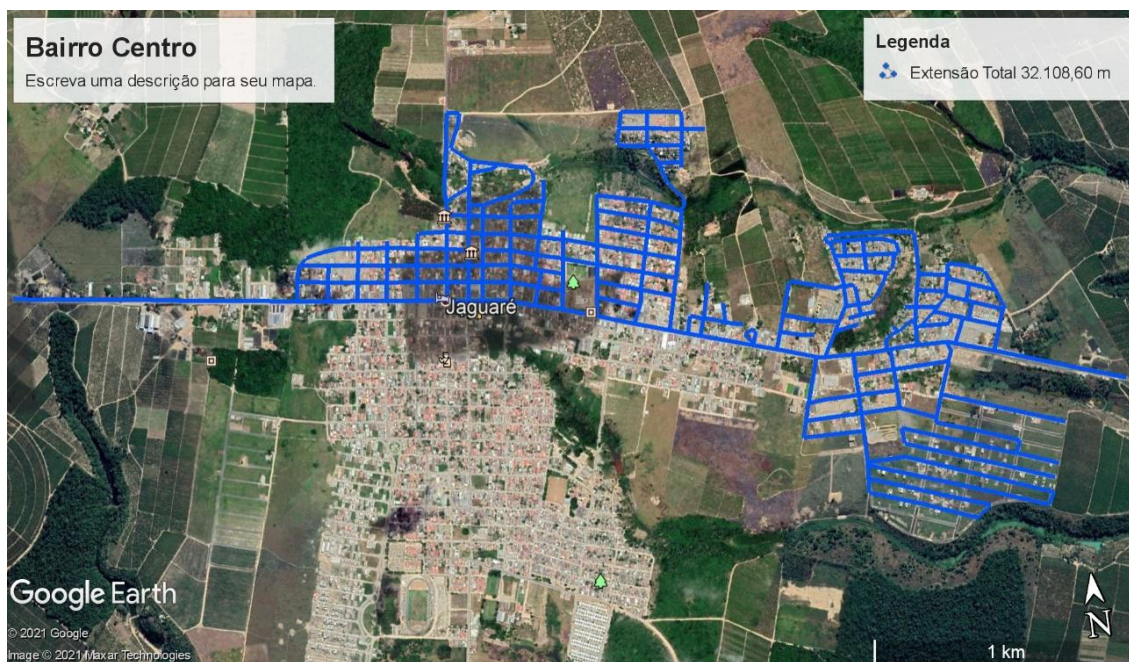 Bairro Centro
Escreva uma descrição para seu mapa.
Legenda
Extensão Total 32.108,60 m
Jaguaré
Google Earth
© 2021 Google
Image © 2021 Maxar Technologies
N
1 km